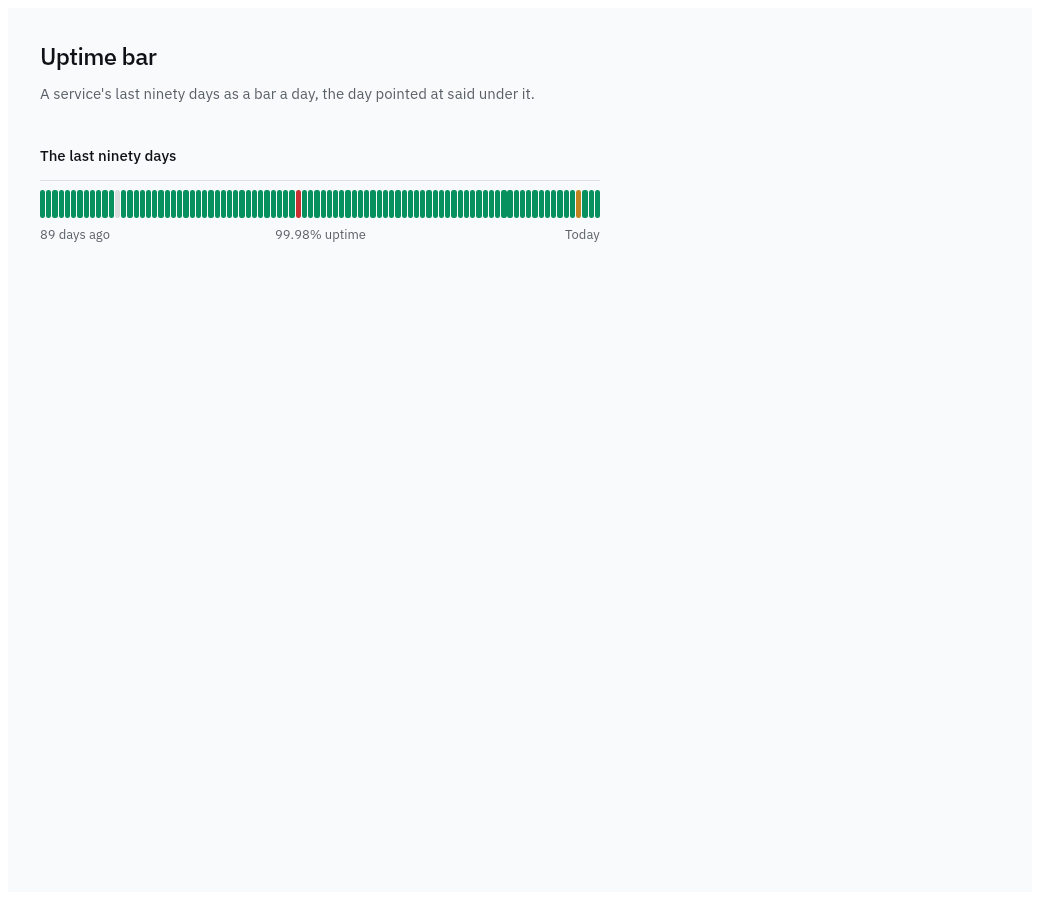 Uptime bar
A service's last ninety days as a bar a day, the day pointed at said under it.
The last ninety days
89 days ago
99.98% uptime
Today